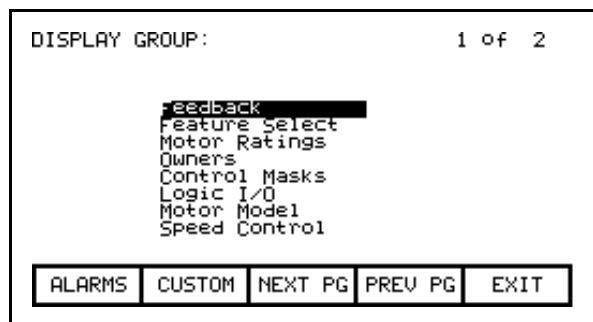 DISPLAY GROUP: 1 of 2
Feedback
Feature Select
Motor Ratings
Owners
Control Masks
Logic I/O
Motor Model
Speed Control
ALARMS CUSTOM NEXT PG PREV PG EXIT